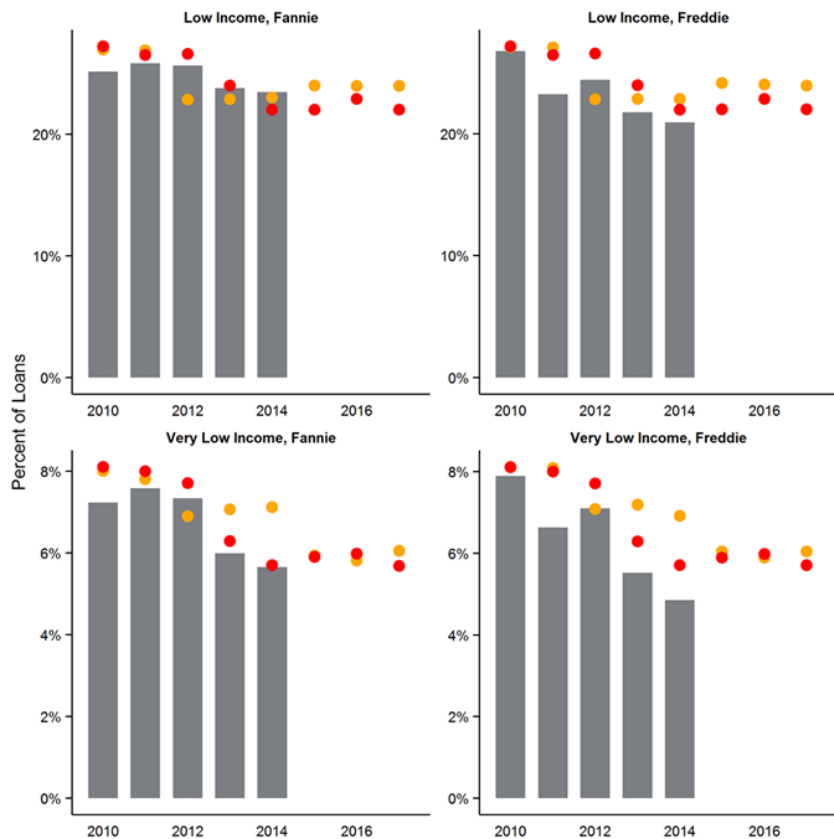 Low Income, Fannie
Low Income, Freddie
20%
10%
0%
2010 2012 2014 2016
20%
10%
0%
2010 2012 2014 2016
Percent of Loans
Very Low Income, Fannie
Very Low Income, Freddie
8%
6%
4%
2%
0%
2010 2012 2014 2016
8%
6%
4%
2%
0%
2010 2012 2014 2016